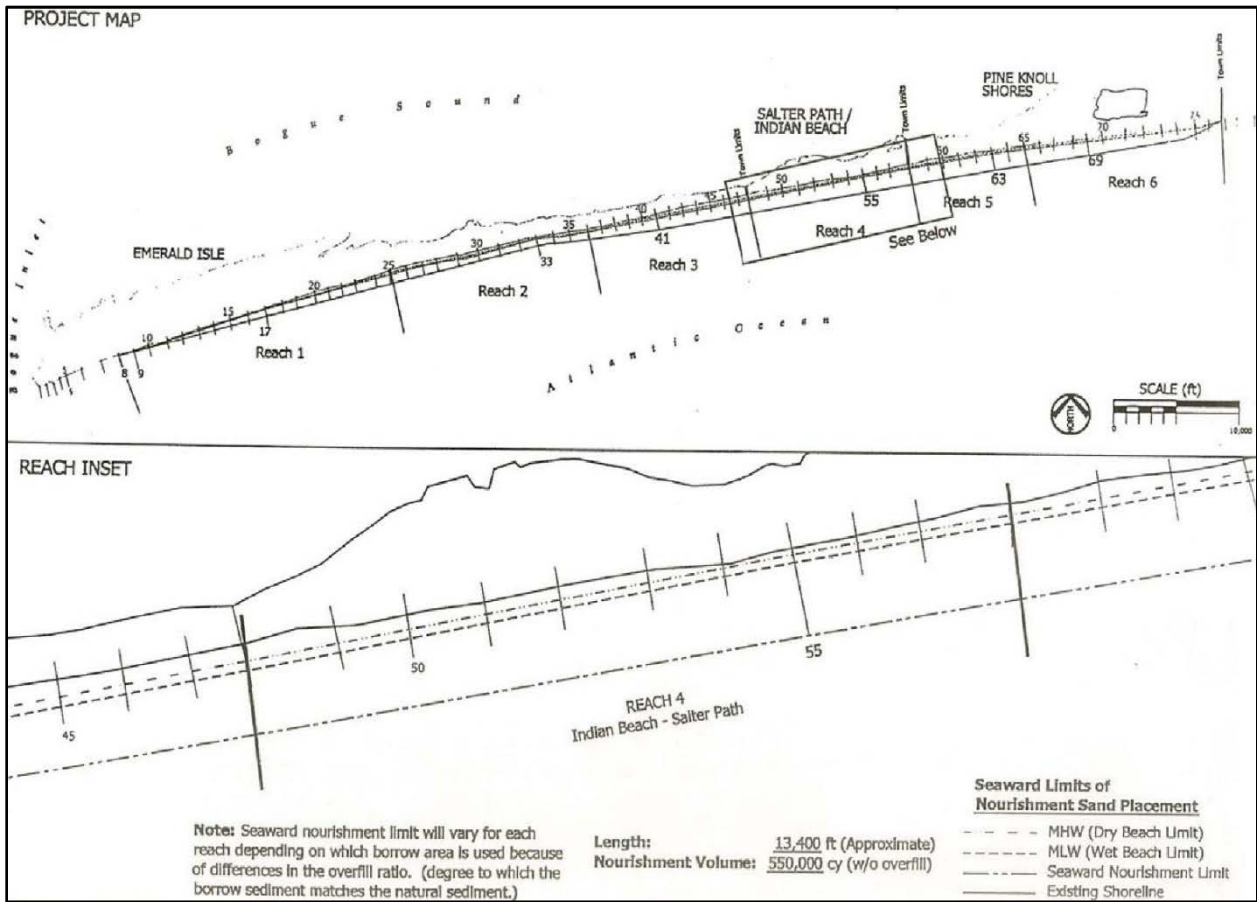 PROJECT MAP
Bogue Sound
PINE KNOLL
SHORES
Town Limits
SALTER PATH /
INDIAN BEACH
Town Limits
Town Limits
EMERALD ISLE
Bogue Inlet
10
15
20
25
30
35
40
45
50
60
65
70
74
8
9
17
33
41
55
63
69
Reach 1
Reach 2
Reach 3
Reach 4
Reach 5
Reach 6
See Below
Atlantic Ocean
NORTH
SCALE (ft)
0
10,000
REACH INSET
45
50
55
REACH 4
Indian Beach - Salter Path
Note: Seaward nourishment limit will vary for each
reach depending on which borrow area is used because
of differences in the overfill ratio. (degree to which the
borrow sediment matches the natural sediment.)
Length: 13,400 ft (Approximate)
Nourishment Volume: 550,000 cy (w/o overfill)
Seaward Limits of
Nourishment Sand Placement
MHW (Dry Beach Limit)
MLW (Wet Beach Limit)
Seaward Nourishment Limit
Existing Shoreline